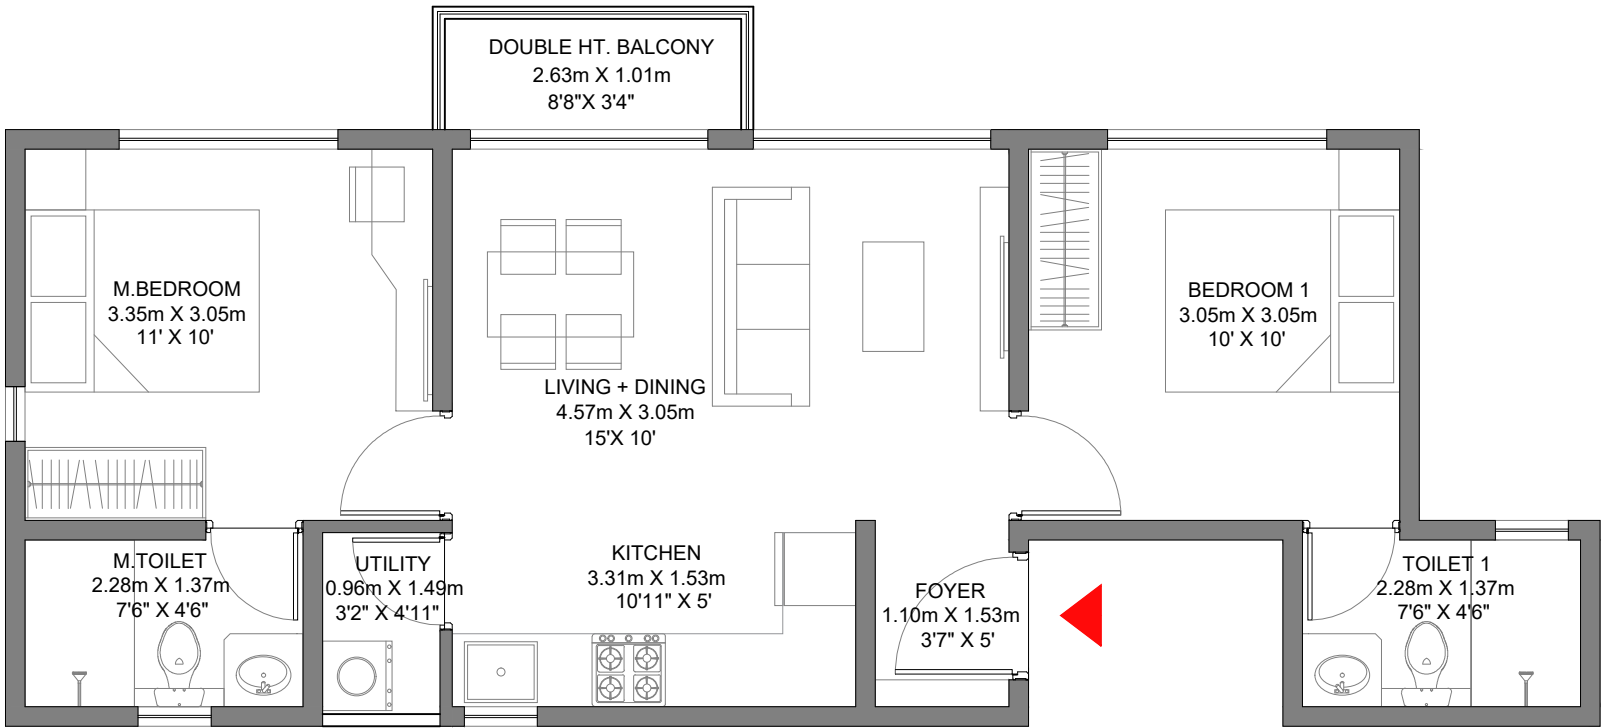 DOUBLE HT. BALCONY
2.63m X 1.01m
8'8"X 3'4"
M.BEDROOM
3.35m X 3.05m
11' X 10'
BEDROOM 1
3.05m X 3.05m
10' X 10'
LIVING + DINING
4.57m X 3.05m
15'X 10'
M.TOILET
2.28m X 1.37m
7'6" X 4'6"
UTILITY
0.96m X 1.49m
3'2" X 4'11"
KITCHEN
3.31m X 1.53m
10'11" X 5'
FOYER
1.10m X 1.53m
3'7" X 5'
TOILET 1
2.28m X 1.37m
7'6" X 4'6"